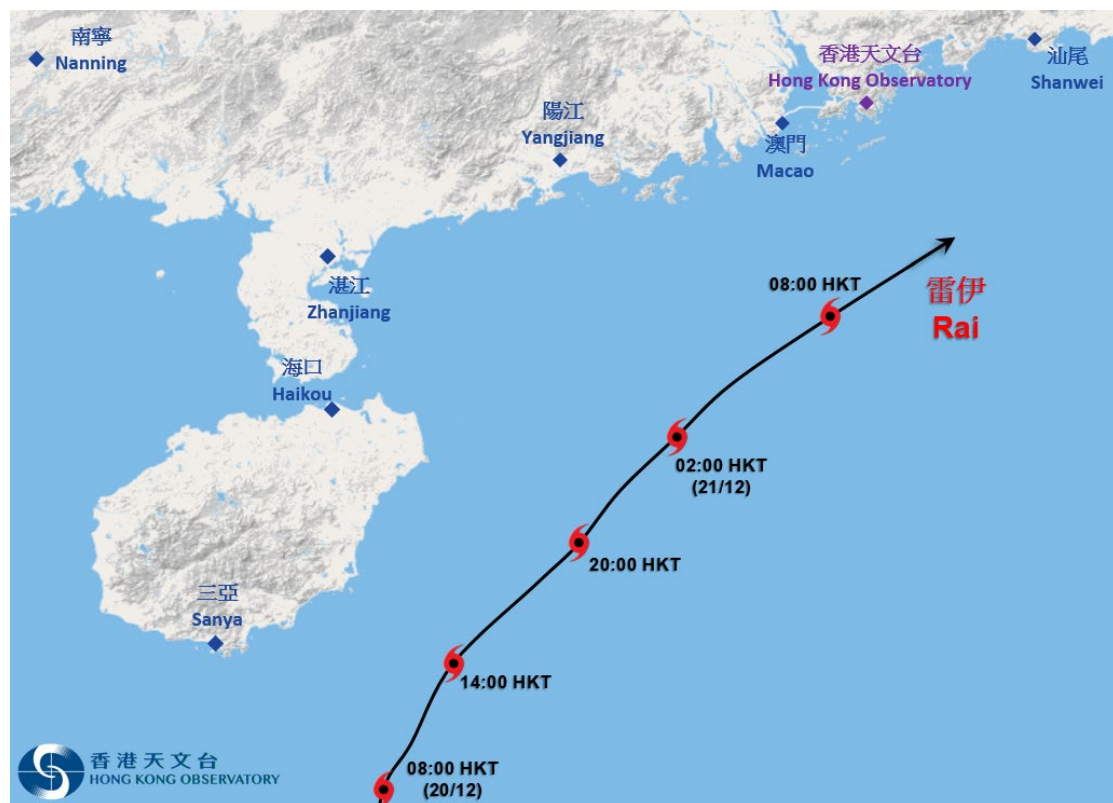 南寧
Nanning
香港天文台
Hong Kong Observatory
汕尾
Shanwei
陽江
Yangjiang
澳門
Macao
湛江
Zhanjiang
08:00 HKT
雷伊
Rai
海口
Haikou
02:00 HKT
(21/12)
20:00 HKT
三亞
Sanya
14:00 HKT
香港天文台
HONG KONG OBSERVATORY
08:00 HKT
(20/12)